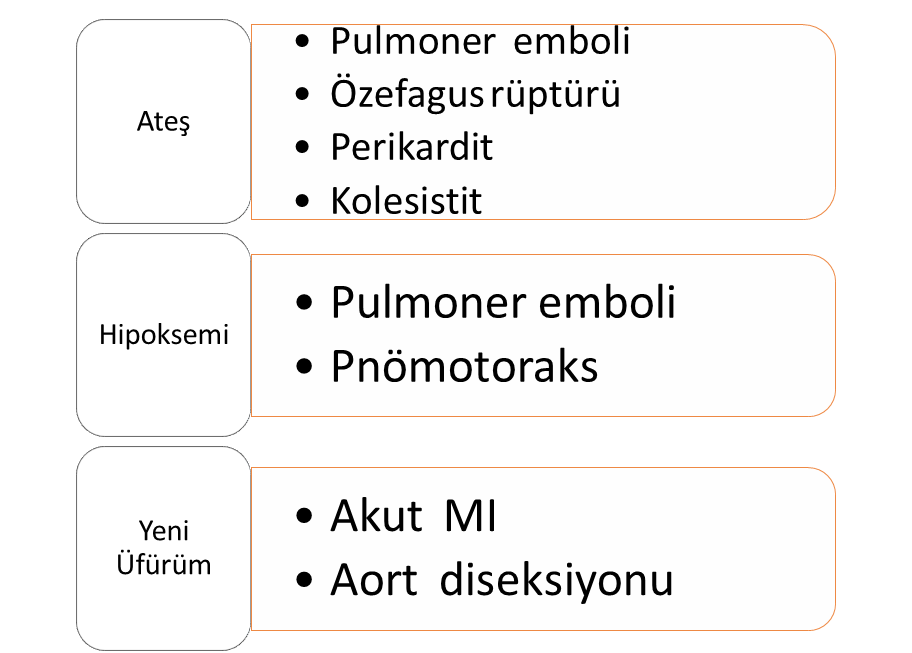 Ateş
• Pulmoner emboli
• Özefagus rüptürü
• Perikardit
• Kolesistit
Hipoksemi
• Pulmoner emboli
• Pnömotoraks
Yeni
Üfürüm
• Akut MI
• Aort diseksiyonu